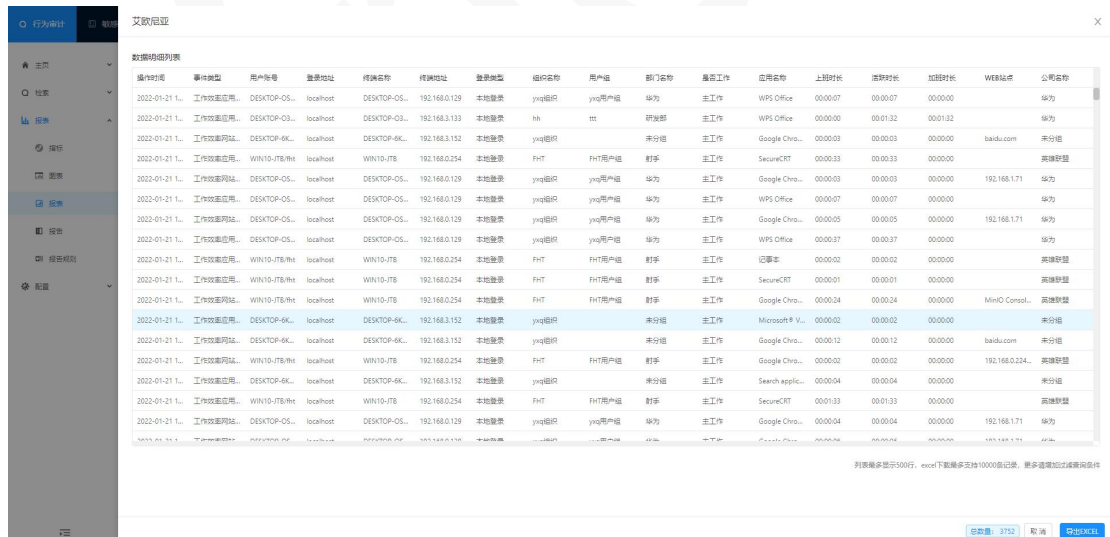 行为审计 敏感
艾欧尼亚
主页
检索
报表
指标
图表
报表
报告
报告规则
配置
数据明细列表
操作时间 事件类型 用户账号 登录地址 终端名称 终端地址 登录类型 组织名称 用户组 部门名称 是否工作 应用名称 上班时长 活跃时长 加班时长 WEB站点 公司名称
2022-01-21 1... 工作效率应用... DESKTOP-OS... localhost DESKTOP-OS... 192.168.0.129 本地登录 yxq组织 yxq用户组 华为 主工作 WPS Office 00:00:07 00:00:07 00:00:00 华为
2022-01-21 1... 工作效率应用... DESKTOP-O3... localhost DESKTOP-O3... 192.168.3.133 本地登录 hh ttt 研发部 主工作 WPS Office 00:00:00 00:01:32 00:01:32 华为
2022-01-21 1... 工作效率网站... DESKTOP-6K... localhost DESKTOP-6K... 192.168.3.152 本地登录 yxq组织 未分组 主工作 Google Chro... 00:00:03 00:00:03 00:00:00 baidu.com 未分组
2022-01-21 1... 工作效率应用... WIN10-JTB/fht localhost WIN10-JTB 192.168.0.254 本地登录 FHT FHT用户组 射手 主工作 SecureCRT 00:00:33 00:00:33 00:00:00 英雄联盟
2022-01-21 1... 工作效率网站... DESKTOP-OS... localhost DESKTOP-OS... 192.168.0.129 本地登录 yxq组织 yxq用户组 华为 主工作 Google Chro... 00:00:03 00:00:03 00:00:00 192.168.1.71 华为
2022-01-21 1... 工作效率应用... DESKTOP-OS... localhost DESKTOP-OS... 192.168.0.129 本地登录 yxq组织 yxq用户组 华为 主工作 WPS Office 00:00:07 00:00:07 00:00:00 华为
2022-01-21 1... 工作效率网站... DESKTOP-OS... localhost DESKTOP-OS... 192.168.0.129 本地登录 yxq组织 yxq用户组 华为 主工作 Google Chro... 00:00:05 00:00:05 00:00:00 192.168.1.71 华为
2022-01-21 1... 工作效率应用... DESKTOP-OS... localhost DESKTOP-OS... 192.168.0.129 本地登录 yxq组织 yxq用户组 华为 主工作 WPS Office 00:00:37 00:00:37 00:00:00 华为
2022-01-21 1... 工作效率应用... WIN10-JTB/fht localhost WIN10-JTB 192.168.0.254 本地登录 FHT FHT用户组 射手 主工作 记事本 00:00:02 00:00:02 00:00:00 英雄联盟
2022-01-21 1... 工作效率应用... WIN10-JTB/fht localhost WIN10-JTB 192.168.0.254 本地登录 FHT FHT用户组 射手 主工作 SecureCRT 00:00:01 00:00:01 00:00:00 英雄联盟
2022-01-21 1... 工作效率网站... WIN10-JTB/fht localhost WIN10-JTB 192.168.0.254 本地登录 FHT FHT用户组 射手 主工作 Google Chro... 00:00:24 00:00:24 00:00:00 MinIO Consol... 英雄联盟
2022-01-21 1... 工作效率应用... DESKTOP-6K... localhost DESKTOP-6K... 192.168.3.152 本地登录 yxq组织 未分组 主工作 Microsoft® V... 00:00:02 00:00:02 00:00:00 未分组
2022-01-21 1... 工作效率网站... DESKTOP-6K... localhost DESKTOP-6K... 192.168.3.152 本地登录 yxq组织 未分组 主工作 Google Chro... 00:00:12 00:00:12 00:00:00 baidu.com 未分组
2022-01-21 1... 工作效率网站... WIN10-JTB/fht localhost WIN10-JTB 192.168.0.254 本地登录 FHT FHT用户组 射手 主工作 Google Chro... 00:00:02 00:00:02 00:00:00 192.168.0.224... 英雄联盟
2022-01-21 1... 工作效率应用... DESKTOP-6K... localhost DESKTOP-6K... 192.168.3.152 本地登录 yxq组织 未分组 主工作 Search applic... 00:00:04 00:00:04 00:00:00 未分组
2022-01-21 1... 工作效率应用... WIN10-JTB/fht localhost WIN10-JTB 192.168.0.254 本地登录 FHT FHT用户组 射手 主工作 SecureCRT 00:01:33 00:01:33 00:00:00 英雄联盟
2022-01-21 1... 工作效率网站... DESKTOP-OS... localhost DESKTOP-OS... 192.168.0.129 本地登录 yxq组织 yxq用户组 华为 主工作 Google Chro... 00:00:04 00:00:04 00:00:00 192.168.1.71 华为
列表最多显示500行，excel下载最多支持10000条记录，更多请增加过滤查询条件
总数量： 3752 取 消 导出EXCEL